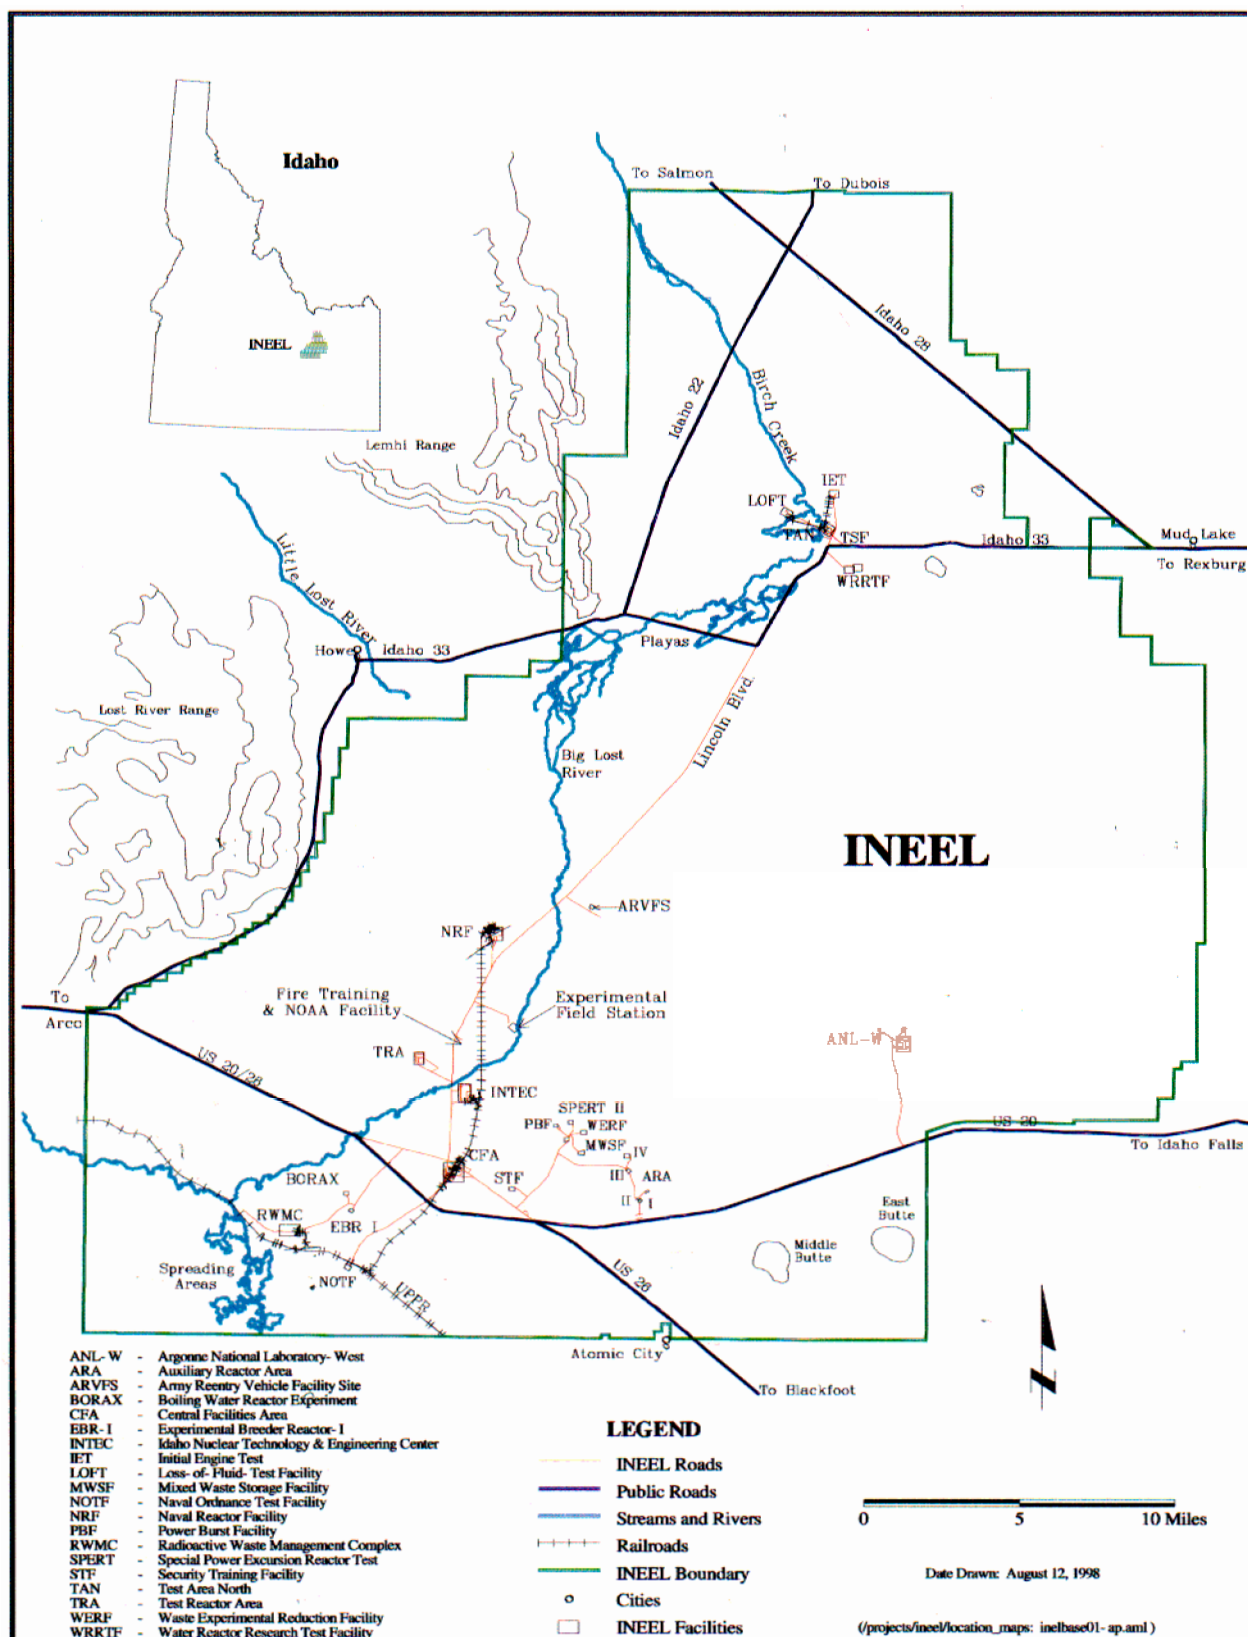 Idaho
To Salmon
To Dubois
Idaho 28
INEEL
Idaho 22
Birch Creek
Lemhi Range
IET
LOFT
TAN
TSF
Idaho 33
Mud Lake
To Rexburg
WRRTF
Little Lost River
Playas
Howe
Idaho 33
Lincoln Blvd.
Lost River Range
Big Lost
River
INEEL
ARVFS
NRF
To
Arco
Fire Training
& NOAA Facility
Experimental
Field Station
ANL-W
TRA
US 20/26
INTEC
SPERT II
PBF
WERF
MWSF
IV
US 20
To Idaho Falls
CFA
III
ARA
STF
II
I
BORAX
RWMC
EBR I
East
Butte
Middle
Butte
Spreading
Areas
NOTF
UPPR
US 26
Atomic City
To Blackfoot
ANL-W - Argonne National Laboratory-West
ARA - Auxiliary Reactor Area
ARVFS - Army Reentry Vehicle Facility Site
BORAX - Boiling Water Reactor Experiment
CFA - Central Facilities Area
EBR-I - Experimental Breeder Reactor-I
INTEC - Idaho Nuclear Technology & Engineering Center
IET - Initial Engine Test
LOFT - Loss-of-Fluid-Test Facility
MWSF - Mixed Waste Storage Facility
NOTF - Naval Ordnance Test Facility
NRF - Naval Reactor Facility
PBF - Power Burst Facility
RWMC - Radioactive Waste Management Complex
SPERT - Special Power Excursion Reactor Test
STF - Security Training Facility
TAN - Test Area North
TRA - Test Reactor Area
WERF - Waste Experimental Reduction Facility
WRRTF - Water Reactor Research Test Facility
LEGEND
INEEL Roads
Public Roads
Streams and Rivers
Railroads
INEEL Boundary
Cities
INEEL Facilities
0 5 10 Miles
Date Drawn: August 12, 1998
(/projects/ineel/location_maps: inelbase01-ap.aml )